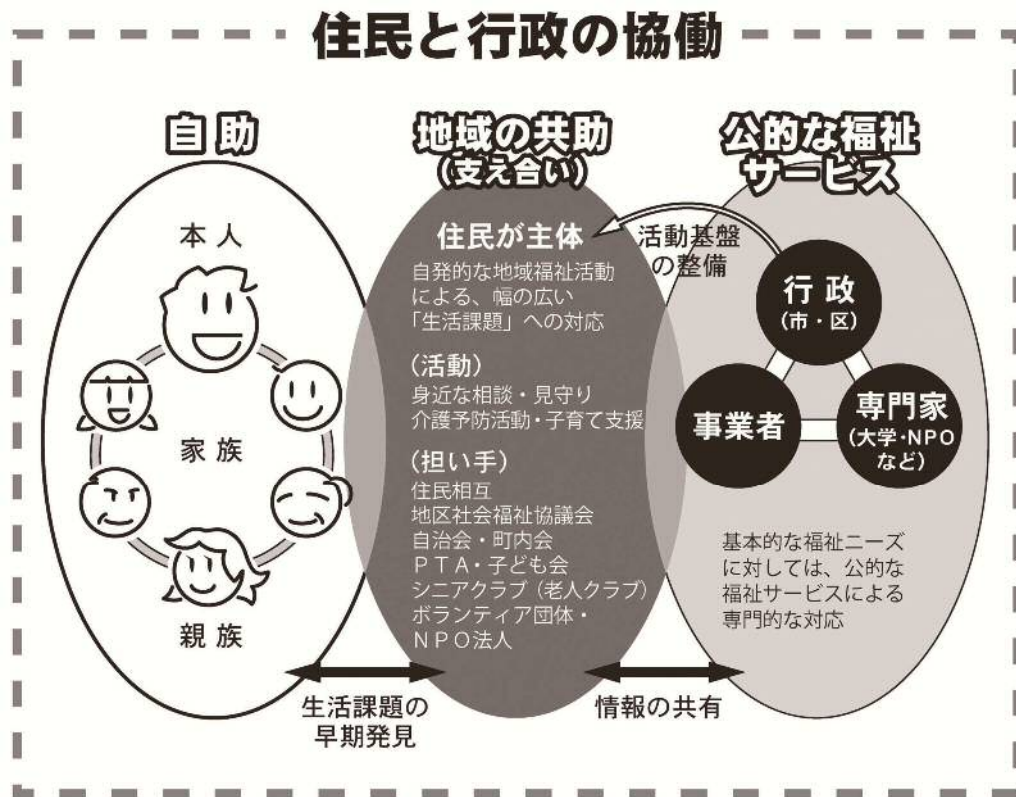 住民と行政の協働
自助
本人
家族
親族
地域の共助
（支え合い）
住民が主体
自発的な地域福祉活動
による、幅の広い
「生活課題」への対応
（活動）
身近な相談・見守り
介護予防活動・子育て支援
（担い手）
住民相互
地区社会福祉協議会
自治会・町内会
ＰＴＡ・子ども会
シニアクラブ（老人クラブ）
ボランティア団体・
ＮＰＯ法人
公的な福祉
サービス
活動基盤
の整備
行政
（市・区）
事業者
専門家
（大学・NPO
など）
基本的な福祉ニーズ
に対しては、公的な
福祉サービスによる
専門的な対応
生活課題の
早期発見
情報の共有